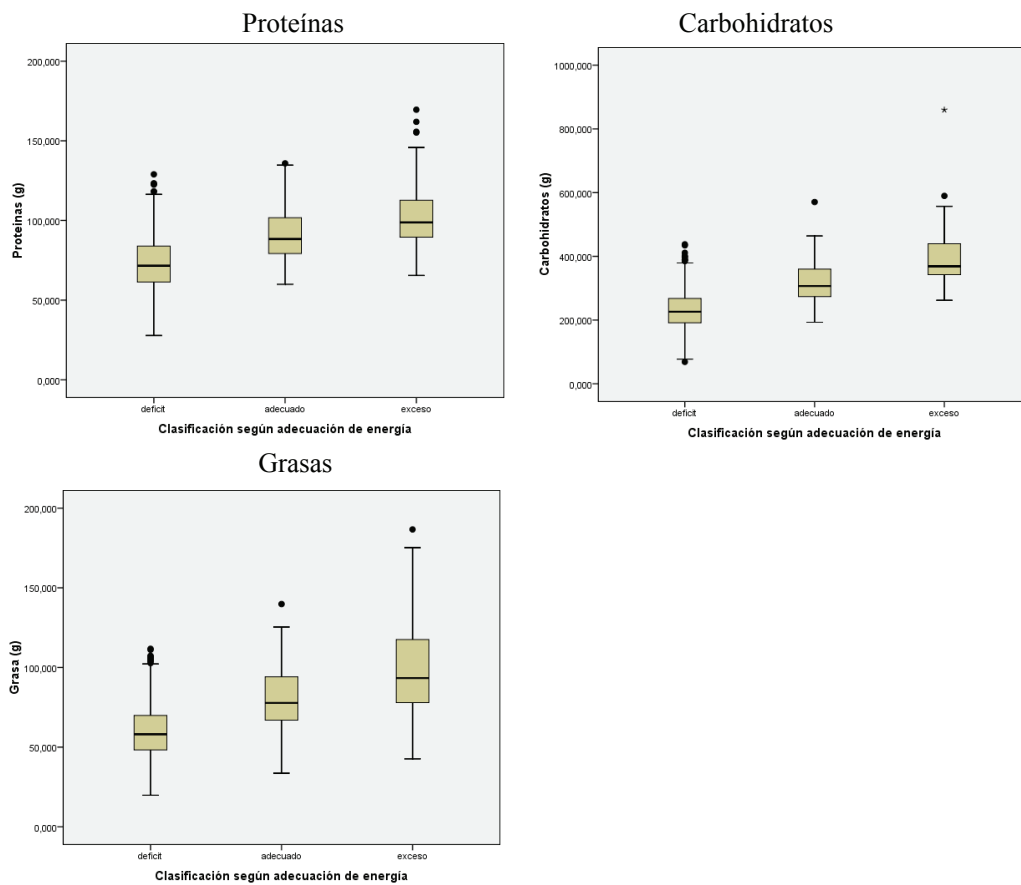 Proteínas
200,000
150,000
100,000
50,000
0,000
Proteínas (g)
deficit adecuado exceso
Clasificación según adecuación de energía
Carbohidratos
1000,000
800,000
600,000
400,000
200,000
0,000
Carbohidratos (g)
*
deficit adecuado exceso
Clasificación según adecuación de energía
Grasas
200,000
150,000
100,000
50,000
0,000
Grasa (g)
deficit adecuado exceso
Clasificación según adecuación de energía